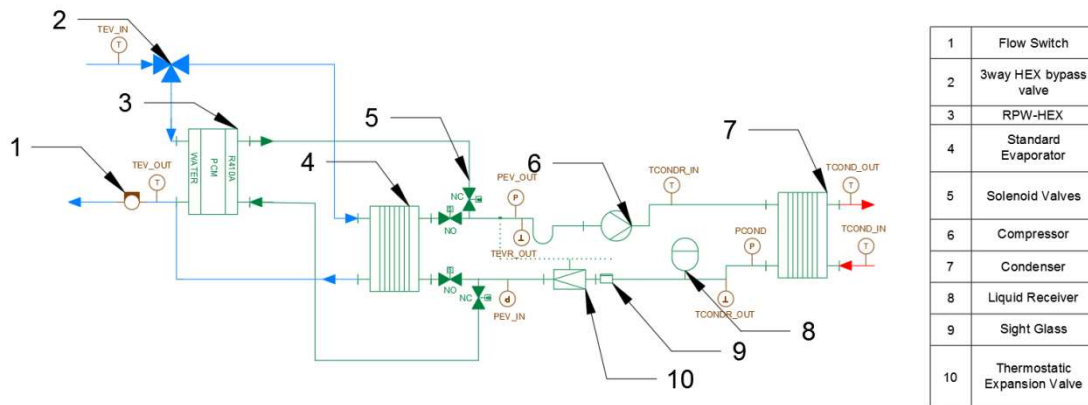 TEV_IN
T
2
3
1
TEV_OUT
T
WATER
PCM
R410A
4
5
NC
NO
PEV_OUT
P
T
TEVR_OUT
6
TCONDR_IN
T
7
TCOND_OUT
T
TCOND_IN
T
PCOND
P
T
TCONDR_OUT
8
9
10
NO
NC
P
PEV_IN
1 Flow Switch
2 3way HEX bypass
valve
3 RPW-HEX
4 Standard
Evaporator
5 Solenoid Valves
6 Compressor
7 Condenser
8 Liquid Receiver
9 Sight Glass
10 Thermostatic
Expansion Valve